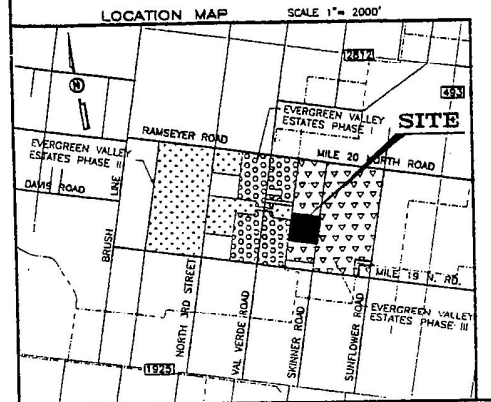 LOCATION MAP
SCALE 1"= 2000'
2812
493
N
EVERGREEN VALLEY
ESTATES PHASE I
SITE
RAMSEYER ROAD
EVERGREEN VALLEY
ESTATES PHASE II
MILE 20 NORTH ROAD
DAVIS ROAD
BRUSH LINE
NORTH 3RD STREET
VAL VERDE ROAD
SKINNER ROAD
SUNFLOWER ROAD
MILE 19 N. RD.
EVERGREEN VALLEY
ESTATES PHASE III
1925